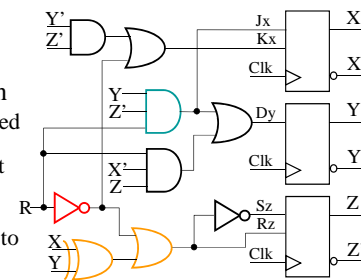 Y' Jx X
Z' Kx
n
ed
Clk X
Y
Z'
Dy Y
t
X'
Z
Clk Y
R
Sz Z
to
X
Rz
Y
Clk Z